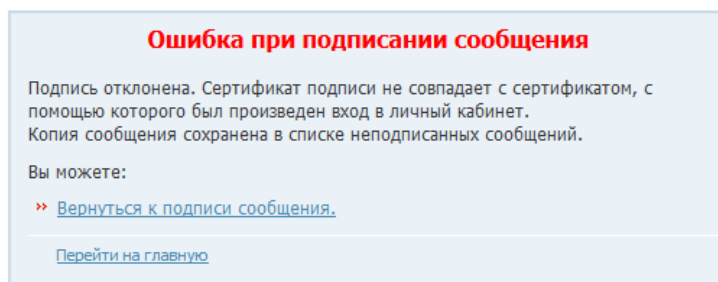 Ошибка при подписании сообщения
Подпись отклонена. Сертификат подписи не совпадает с сертификатом, с
помощью которого был произведен вход в личный кабинет.
Копия сообщения сохранена в списке неподписанных сообщений.
Вы можете:
» Вернуться к подписи сообщения.
Перейти на главную